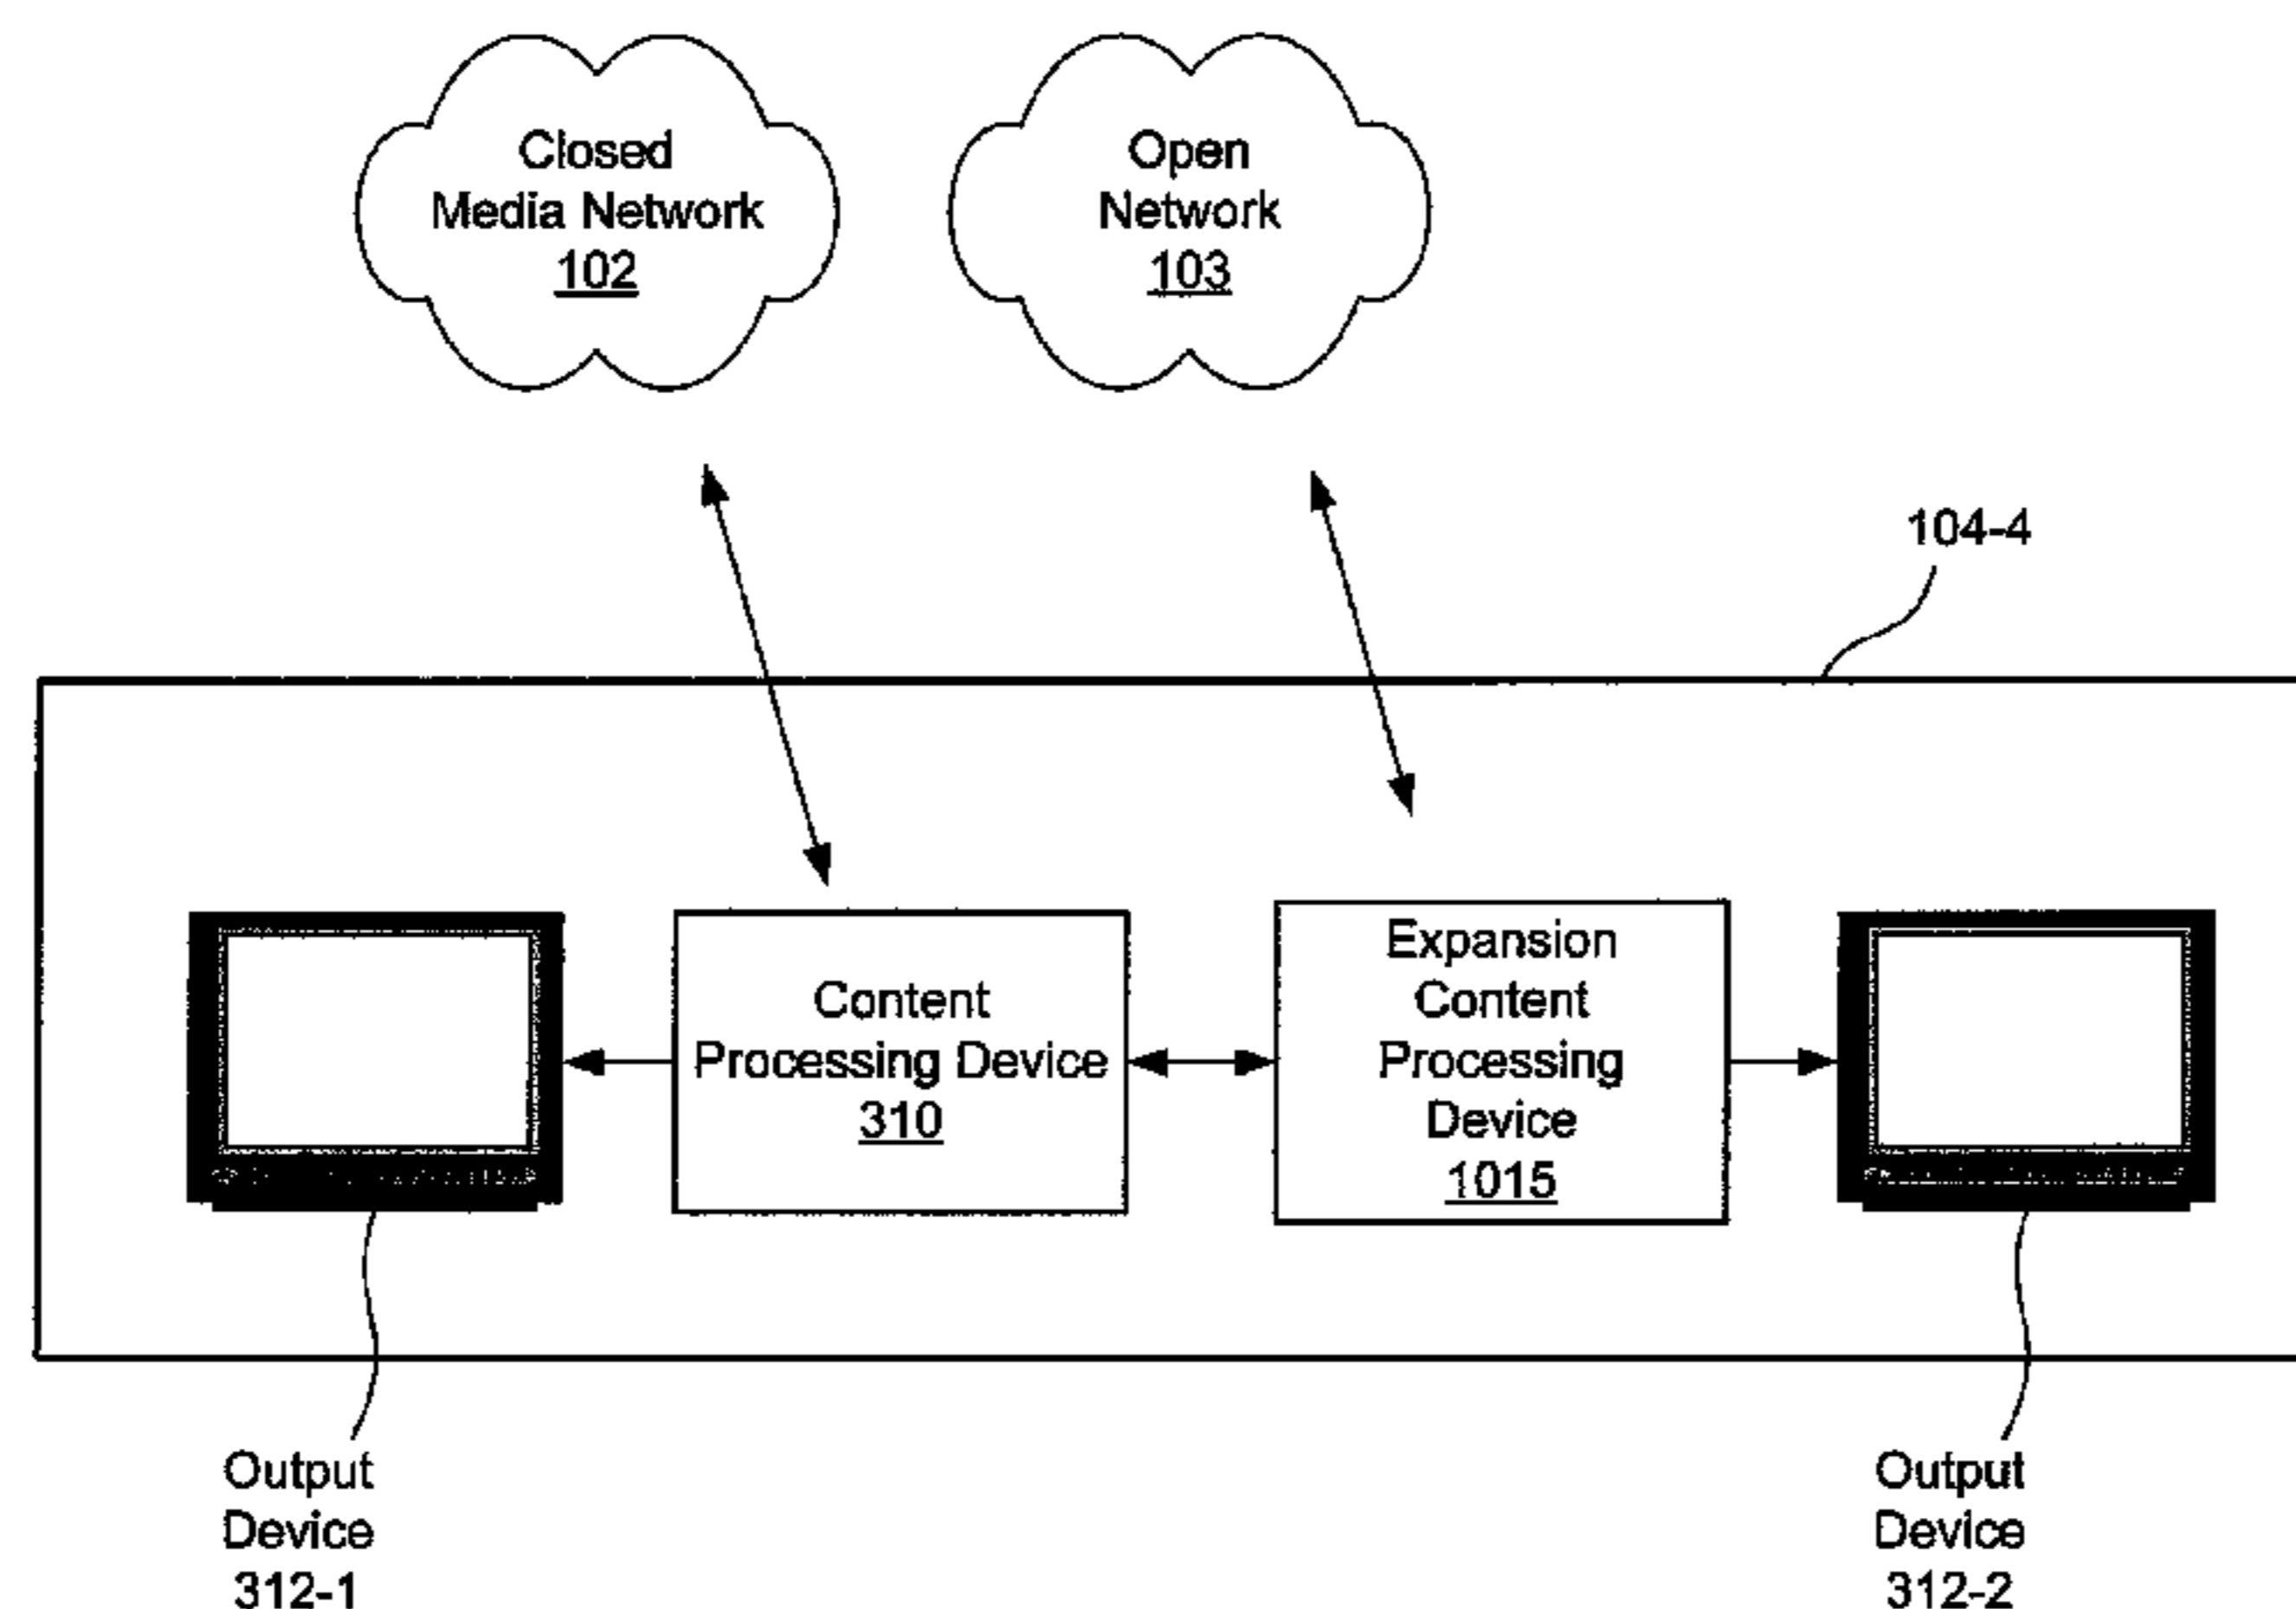 Closed
Media Network
102
Open
Network
103
104-4
Content
Processing Device
310
Expansion
Content
Processing
Device
1015
Output
Device
312-1
Output
Device
312-2